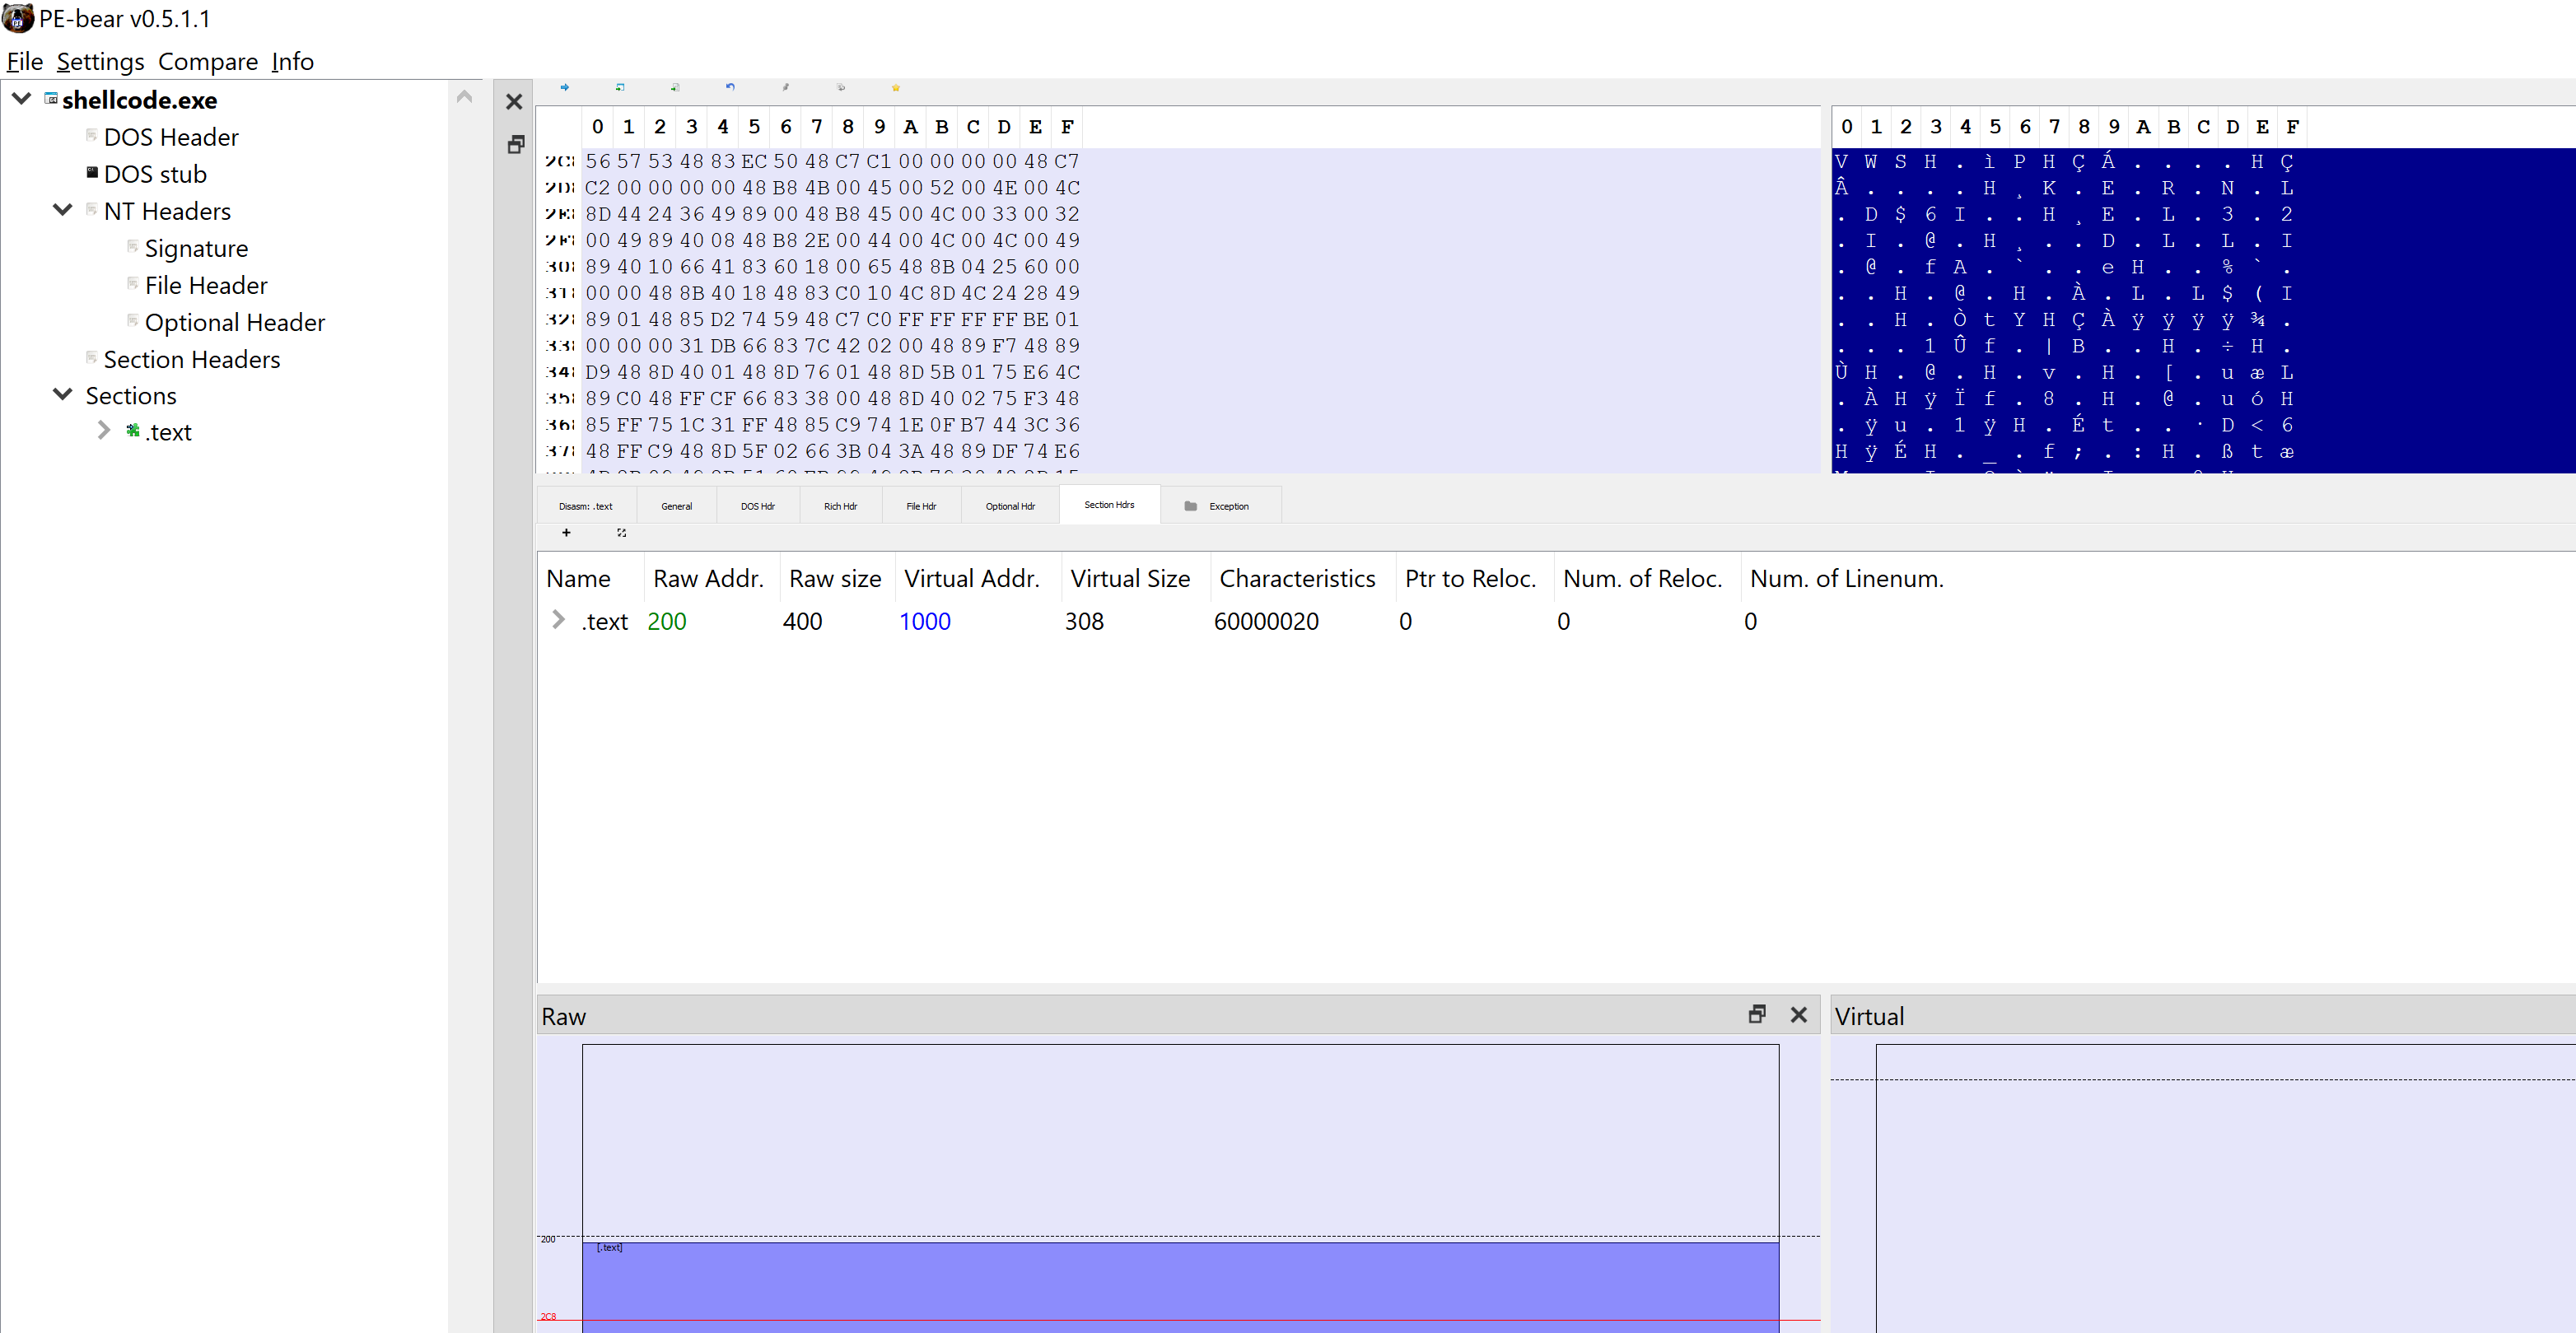 PE-bear v0.5.1.1
File Settings Compare Info
shellcode.exe
DOS Header
DOS stub
NT Headers
Signature
File Header
Optional Header
Section Headers
Sections
.text
0 1 2 3 4 5 6 7 8 9 A B C D E F
56 57 53 48 83 EC 50 48 C7 C1 00 00 00 00 48 C7
C2 00 00 00 00 48 B8 4B 00 45 00 52 00 4E 00 4C
8D 44 24 36 49 89 00 48 B8 45 00 4C 00 33 00 32
00 49 89 40 08 48 B8 2E 00 44 00 4C 00 4C 00 49
89 40 10 66 41 83 60 18 00 65 48 8B 04 25 60 00
00 00 48 8B 40 18 48 83 C0 10 4C 8D 4C 24 28 49
89 01 48 85 D2 74 59 48 C7 C0 FF FF FF FF BE 01
00 00 00 31 DB 66 83 7C 42 02 00 48 89 F7 48 89
D9 48 8D 40 01 48 8D 76 01 48 8D 5B 01 75 E6 4C
89 C0 48 FF CF 66 83 38 00 48 8D 40 02 75 F3 48
85 FF 75 1C 31 FF 48 85 C9 74 1E 0F B7 44 3C 36
48 FF C9 48 8D 5F 02 66 3B 04 3A 48 89 DF 74 E6
0 1 2 3 4 5 6 7 8 9 A B C D E F
V W S H . ì P H Ç Á . . . . H Ç
Â . . . . H ¸ K . E . R . N . L
. D $ 6 I . . H ¸ E . L . 3 . 2
. I . @ . H ¸ . . D . L . L . I
. @ . f A . ` . . e H . . % ` .
. . H . @ . H . À . L . L $ ( I
. . H . Ò t Y H Ç À ÿ ÿ ÿ ÿ ¾ .
. . . 1 Û f . | B . . H . ÷ H .
Ù H . @ . H . v . H . [ . u æ L
. À H ÿ Ï f . 8 . H . @ . u ó H
. ÿ u . 1 ÿ H . É t . . · D < 6
H ÿ É H . _ . f ; . : H . ß t æ
Disasm: .text General DOS Hdr Rich Hdr File Hdr Optional Hdr Section Hdrs Exception
+
Name Raw Addr. Raw size Virtual Addr. Virtual Size Characteristics Ptr to Reloc. Num. of Reloc. Num. of Linenum.
.text 200 400 1000 308 60000020 0 0 0
Raw
200
[.text]
2C8
Virtual